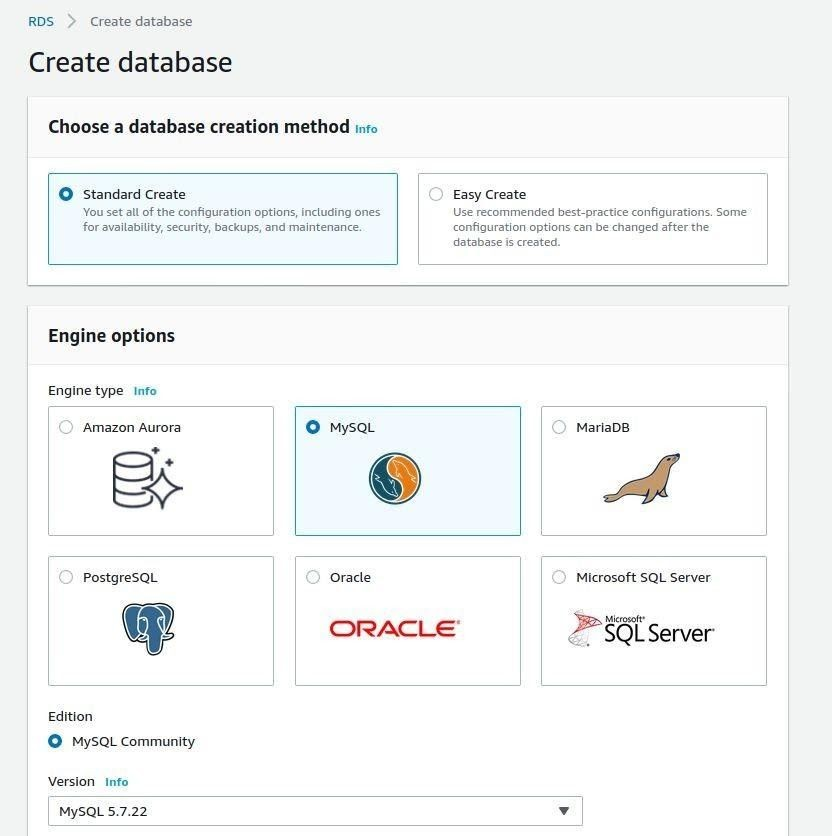 RDS > Create database
Create database
Choose a database creation method Info
Standard Create
You set all of the configuration options, including ones
for availability, security, backups, and maintenance.
Easy Create
Use recommended best-practice configurations. Some
configuration options can be changed after the
database is created.
Engine options
Engine type Info
Amazon Aurora
MySQL
MariaDB
PostgreSQL
Oracle
ORACLE®
Microsoft SQL Server
Microsoft®
SQL Server®
Edition
MySQL Community
Version Info
MySQL 5.7.22